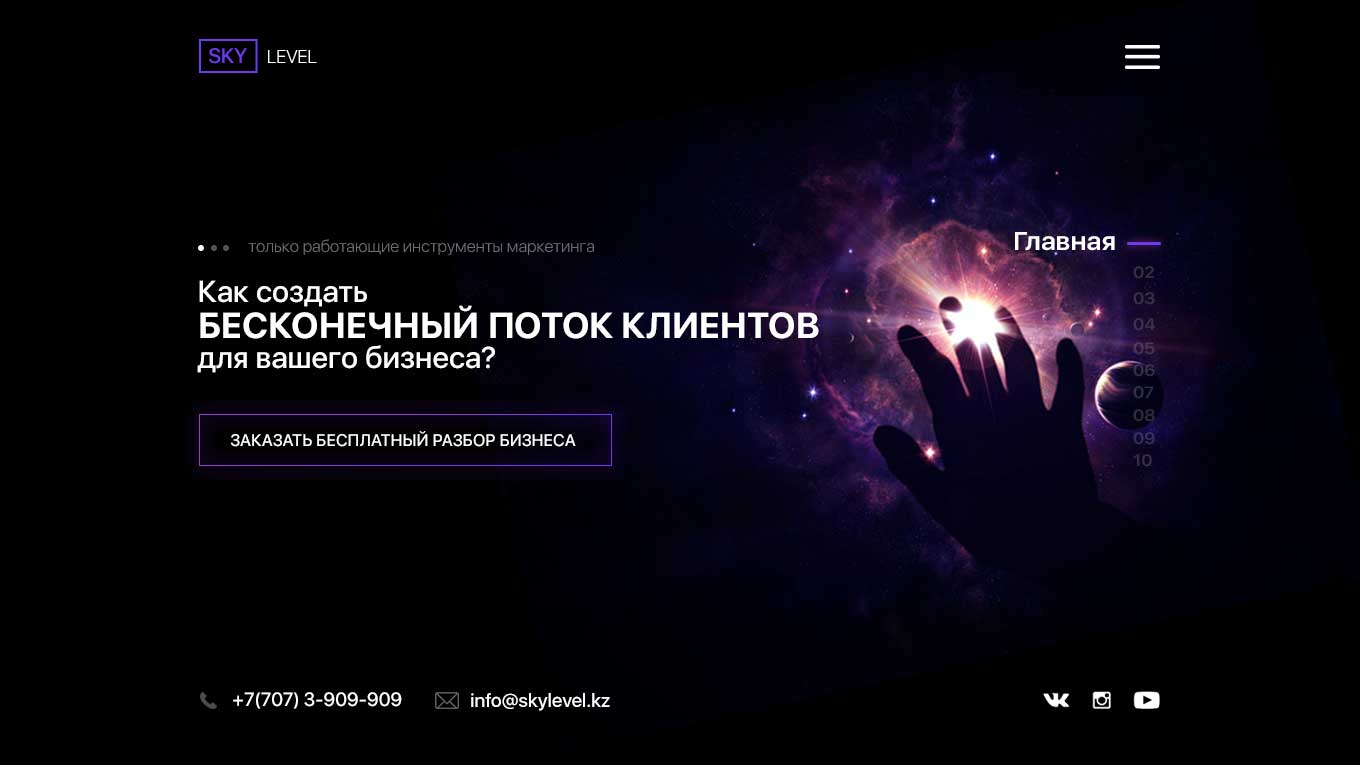 SKY LEVEL
только работающие инструменты маркетинга
Главная
Как создать
БЕСКОНЕЧНЫЙ ПОТОК КЛИЕНТОВ
для вашего бизнеса?
ЗАКАЗАТЬ БЕСПЛАТНЫЙ РАЗБОР БИЗНЕСА
02
03
04
05
06
07
08
09
10
+7(707) 3-909-909
info@skylevel.kz